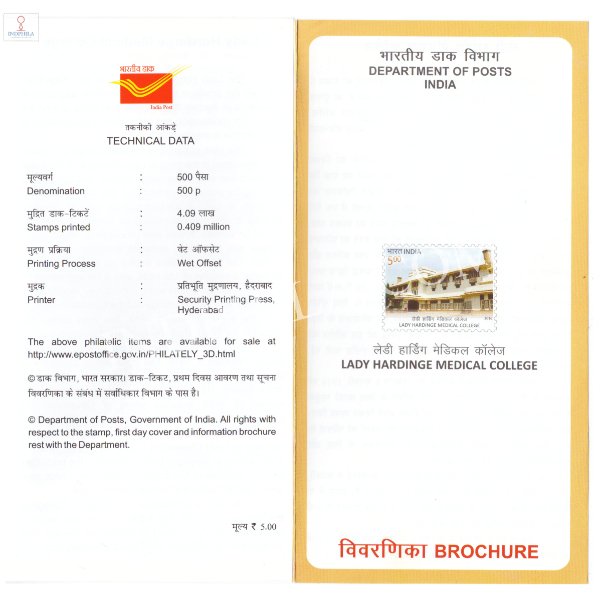 INDPHILA
भारतीय डाक
India Post
तकनीकी आंकड़े
TECHNICAL DATA
मूल्यवर्ग : 500 पैसा
Denomination : 500 p
मुद्रित डाक-टिकटें : 4.09 लाख
Stamps printed : 0.409 million
मुद्रण प्रक्रिया : वेट ऑफसेट
Printing Process : Wet Offset
मुद्रक : प्रतिभूति मुद्रणालय, हैदराबाद
Printer : Security Printing Press,
Hyderabad
The above philatelic items are available for sale at
http://www.epostoffice.gov.in/PHILATELY_3D.html
© डाक विभाग, भारत सरकार। डाक-टिकट, प्रथम दिवस आवरण तथा सूचना
विवरणिका के संबंध में सर्वाधिकार विभाग के पास है।
© Department of Posts, Government of India. All rights with
respect to the stamp, first day cover and information brochure
rest with the Department.
मूल्य ₹ 5.00
भारतीय डाक विभाग
DEPARTMENT OF POSTS
INDIA
भारत INDIA
5.00
लेडी हार्डिंग मेडिकल कॉलेज
LADY HARDINGE MEDICAL COLLEGE
लेडी हार्डिंग मेडिकल कॉलेज
LADY HARDINGE MEDICAL COLLEGE
विवरणिका BROCHURE